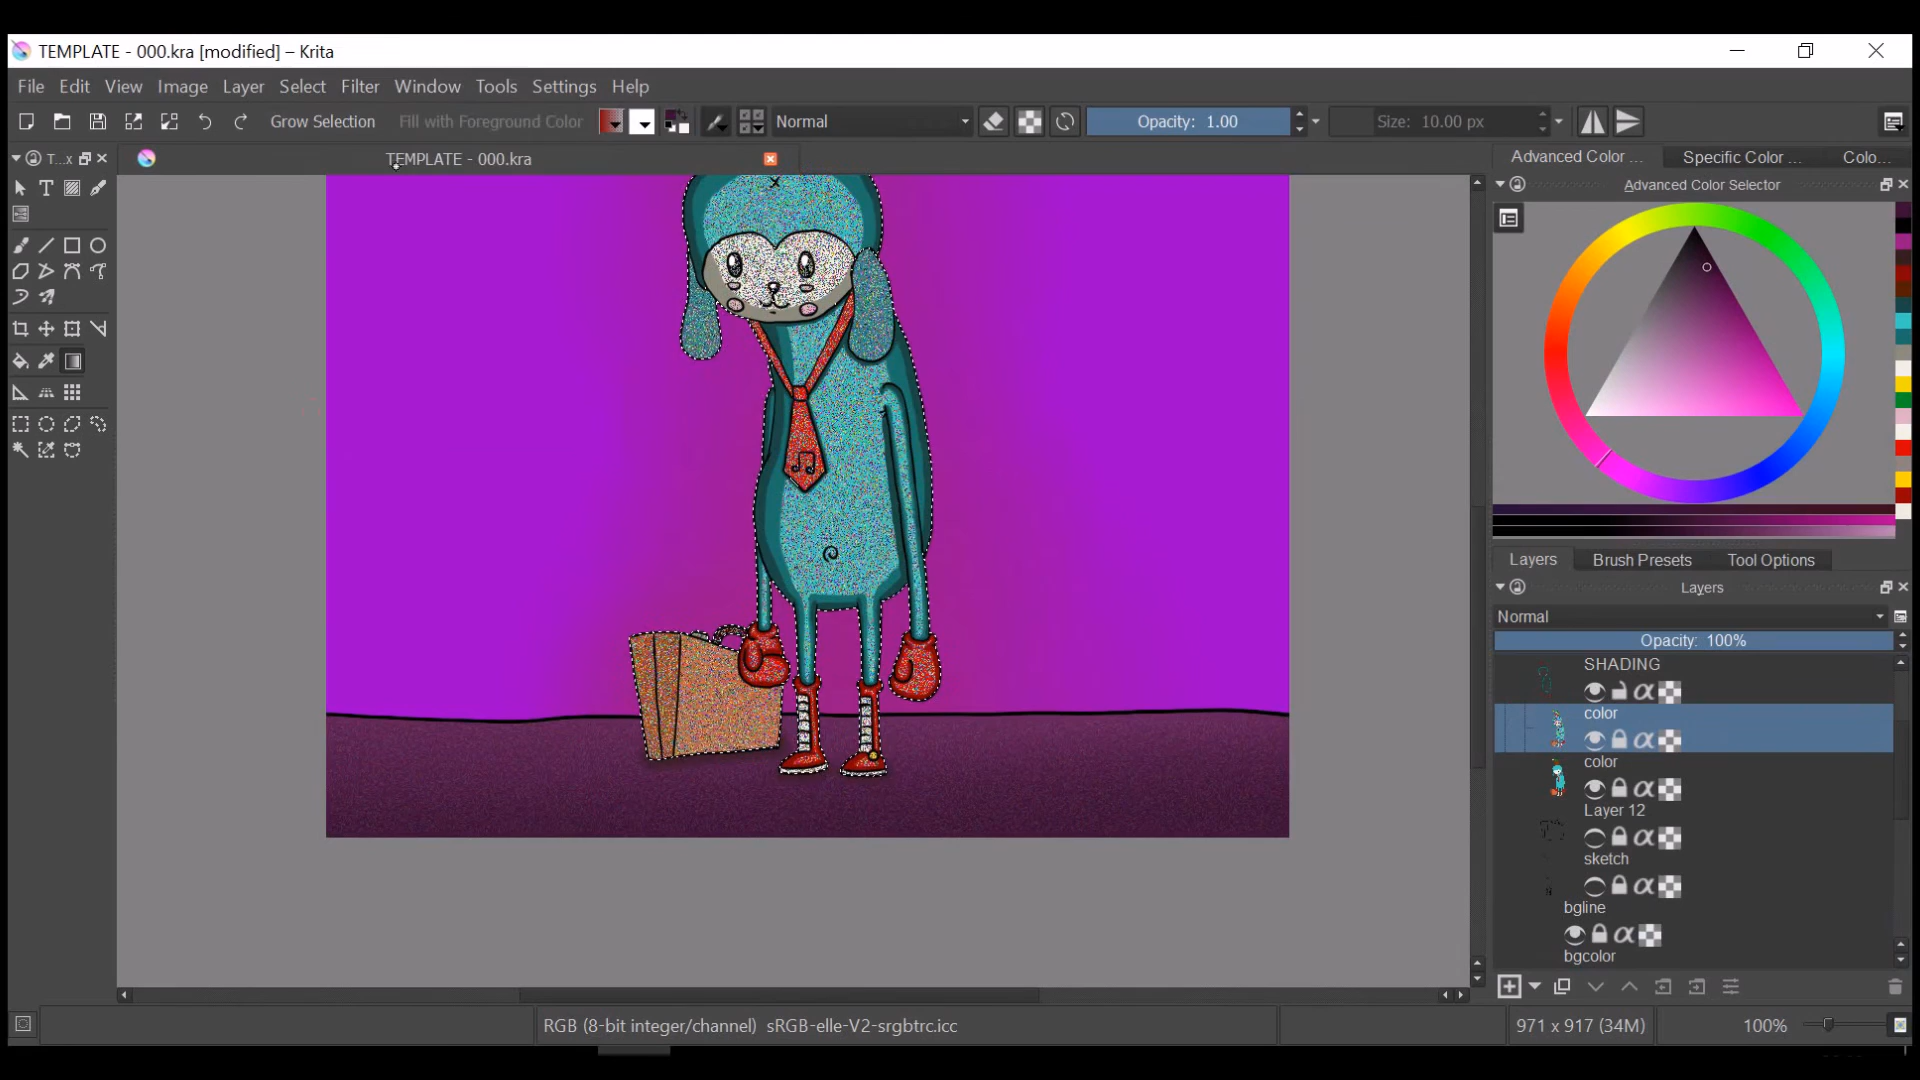 TEMPLATE - 000.kra [modified] – Krita
File Edit View Image Layer Select Filter Window Tools Settings Help
Grow Selection Fill with Foreground Color Normal Opacity: 1.00 Size: 10.00 px
T...x TEMPLATE - 000.kra
Advanced Color ... Specific Color ... Colo...
Advanced Color Selector
Layers Brush Presets Tool Options
Layers
Normal
Opacity: 100%
SHADING
color
color
Layer 12
sketch
bgline
bgcolor
RGB (8-bit integer/channel) sRGB-elle-V2-srgbtrc.icc 971 x 917 (34M) 100%